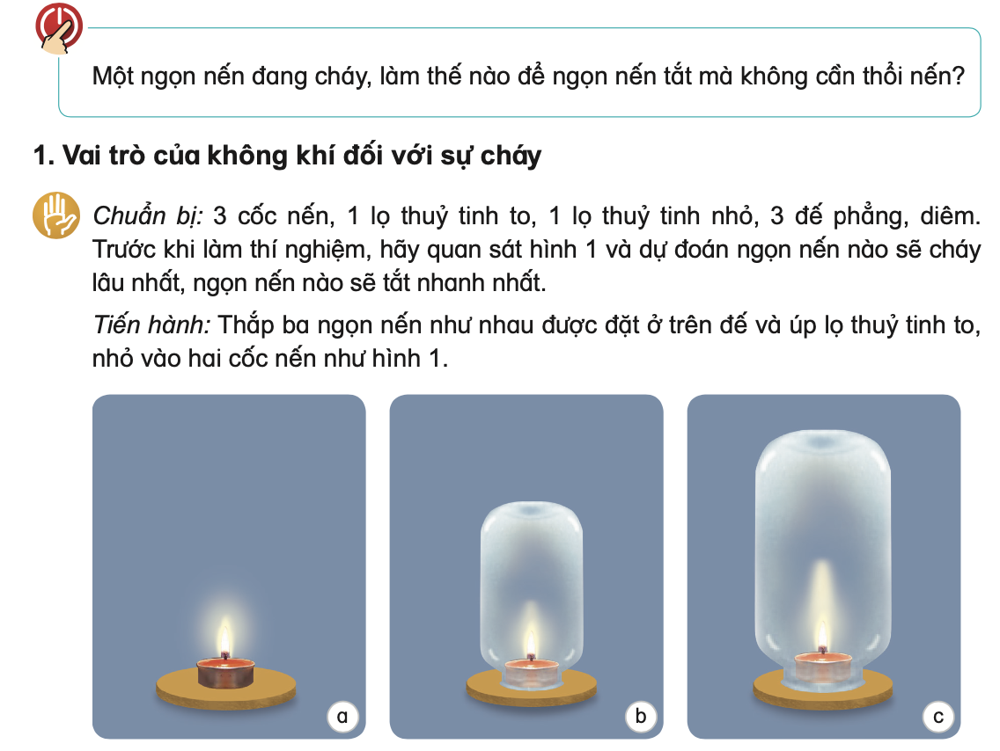 Một ngọn nến đang cháy, làm thế nào để ngọn nến tắt mà không cần thổi nến?
1. Vai trò của không khí đối với sự cháy
Chuẩn bị: 3 cốc nến, 1 lọ thuỷ tinh to, 1 lọ thuỷ tinh nhỏ, 3 đế phẳng, diêm.
Trước khi làm thí nghiệm, hãy quan sát hình 1 và dự đoán ngọn nến nào sẽ cháy
lâu nhất, ngọn nến nào sẽ tắt nhanh nhất.
Tiến hành: Thắp ba ngọn nến như nhau được đặt ở trên đế và úp lọ thuỷ tinh to,
nhỏ vào hai cốc nến như hình 1.
a
b
c